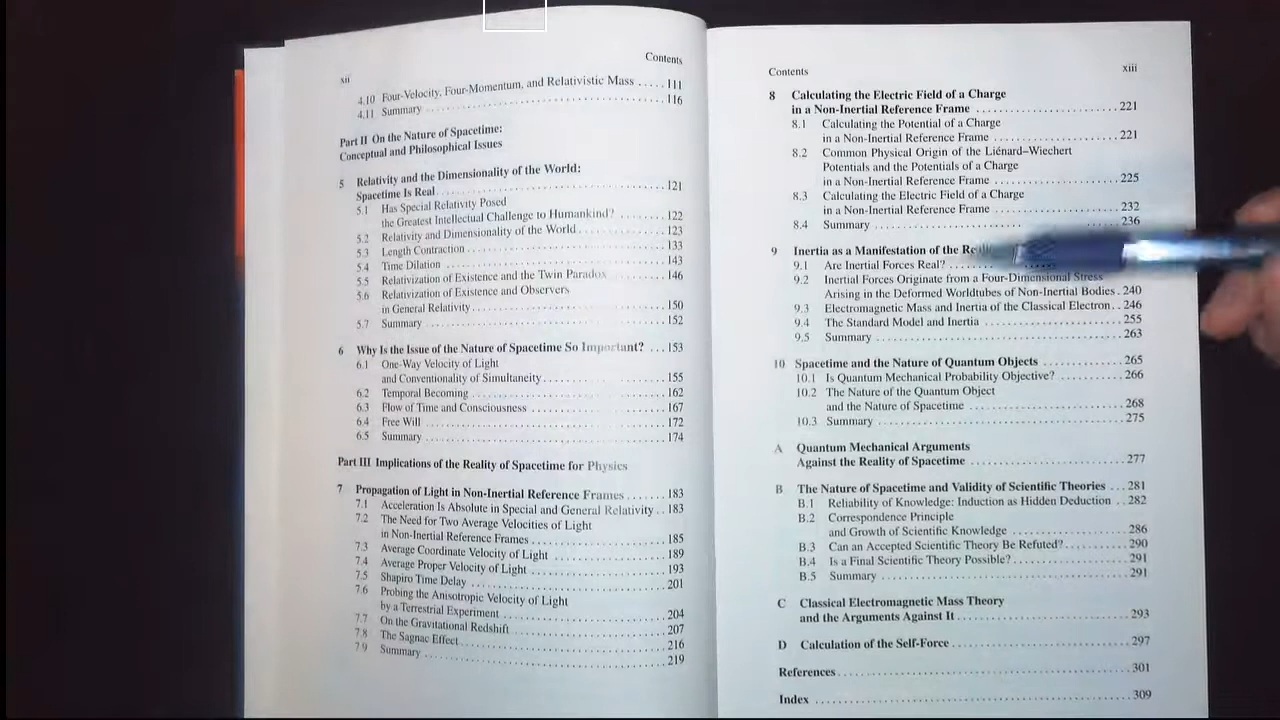 xii
Contents
4.10 Four-Velocity, Four-Momentum, and Relativistic Mass ..... 111
4.11 Summary ..... 116
Part II On the Nature of Spacetime:
Conceptual and Philosophical Issues
5 Relativity and the Dimensionality of the World:
Spacetime Is Real ..... 121
5.1 Has Special Relativity Posed
the Greatest Intellectual Challenge to Humankind? ..... 122
5.2 Relativity and Dimensionality of the World ..... 123
5.3 Length Contraction ..... 133
5.4 Time Dilation ..... 143
5.5 Relativization of Existence and the Twin Paradox ..... 146
5.6 Relativization of Existence and Observers
in General Relativity ..... 150
5.7 Summary ..... 152
6 Why Is the Issue of the Nature of Spacetime So Important? ... 153
6.1 One-Way Velocity of Light
and Conventionality of Simultaneity ..... 155
6.2 Temporal Becoming ..... 162
6.3 Flow of Time and Consciousness ..... 167
6.4 Free Will ..... 172
6.5 Summary ..... 174
Part III Implications of the Reality of Spacetime for Physics
7 Propagation of Light in Non-Inertial Reference Frames ..... 183
7.1 Acceleration Is Absolute in Special and General Relativity .. 183
7.2 The Need for Two Average Velocities of Light
in Non-Inertial Reference Frames ..... 185
7.3 Average Coordinate Velocity of Light ..... 189
7.4 Average Proper Velocity of Light ..... 193
7.5 Shapiro Time Delay ..... 201
7.6 Probing the Anisotropic Velocity of Light
by a Terrestrial Experiment ..... 204
7.7 On the Gravitational Redshift ..... 207
7.8 The Sagnac Effect ..... 216
7.9 Summary ..... 219
Contents
xiii
8 Calculating the Electric Field of a Charge
in a Non-Inertial Reference Frame ..... 221
8.1 Calculating the Potential of a Charge
in a Non-Inertial Reference Frame ..... 221
8.2 Common Physical Origin of the Liénard–Wiechert
Potentials and the Potentials of a Charge
in a Non-Inertial Reference Frame ..... 225
8.3 Calculating the Electric Field of a Charge
in a Non-Inertial Reference Frame ..... 232
8.4 Summary ..... 236
9 Inertia as a Manifestation of the
9.1 Are Inertial Forces Real? .....
9.2 Inertial Forces Originate from a Four-Dimensional Stress
Arising in the Deformed Worldtubes of Non-Inertial Bodies . 240
9.3 Electromagnetic Mass and Inertia of the Classical Electron .. 246
9.4 The Standard Model and Inertia ..... 255
9.5 Summary ..... 263
10 Spacetime and the Nature of Quantum Objects ..... 265
10.1 Is Quantum Mechanical Probability Objective? ..... 266
10.2 The Nature of the Quantum Object
and the Nature of Spacetime ..... 268
10.3 Summary ..... 275
A Quantum Mechanical Arguments
Against the Reality of Spacetime ..... 277
B The Nature of Spacetime and Validity of Scientific Theories ... 281
B.1 Reliability of Knowledge: Induction as Hidden Deduction .. 282
B.2 Correspondence Principle
and Growth of Scientific Knowledge ..... 286
B.3 Can an Accepted Scientific Theory Be Refuted? ..... 290
B.4 Is a Final Scientific Theory Possible? ..... 291
B.5 Summary ..... 291
C Classical Electromagnetic Mass Theory
and the Arguments Against It ..... 293
D Calculation of the Self-Force ..... 297
References ..... 301
Index ..... 309